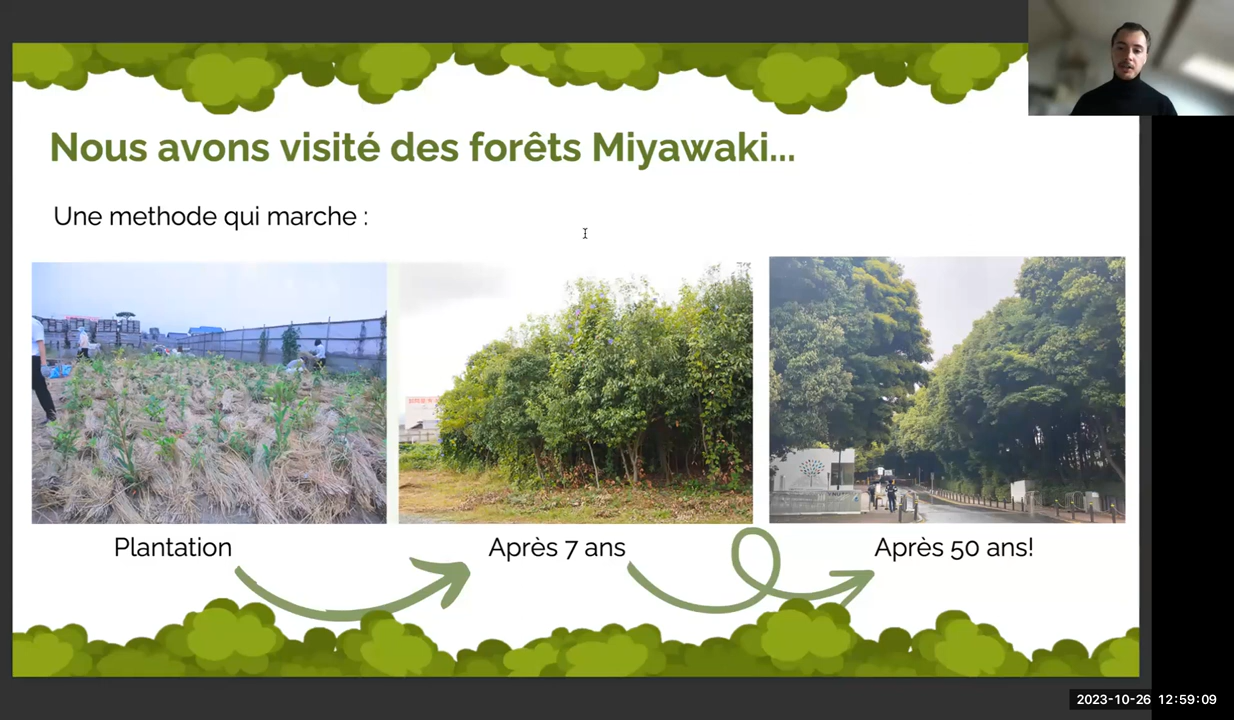 Nous avons visité des forêts Miyawaki...
Une methode qui marche :
Plantation
Après 7 ans
Après 50 ans!
2023-10-26 12:59:09